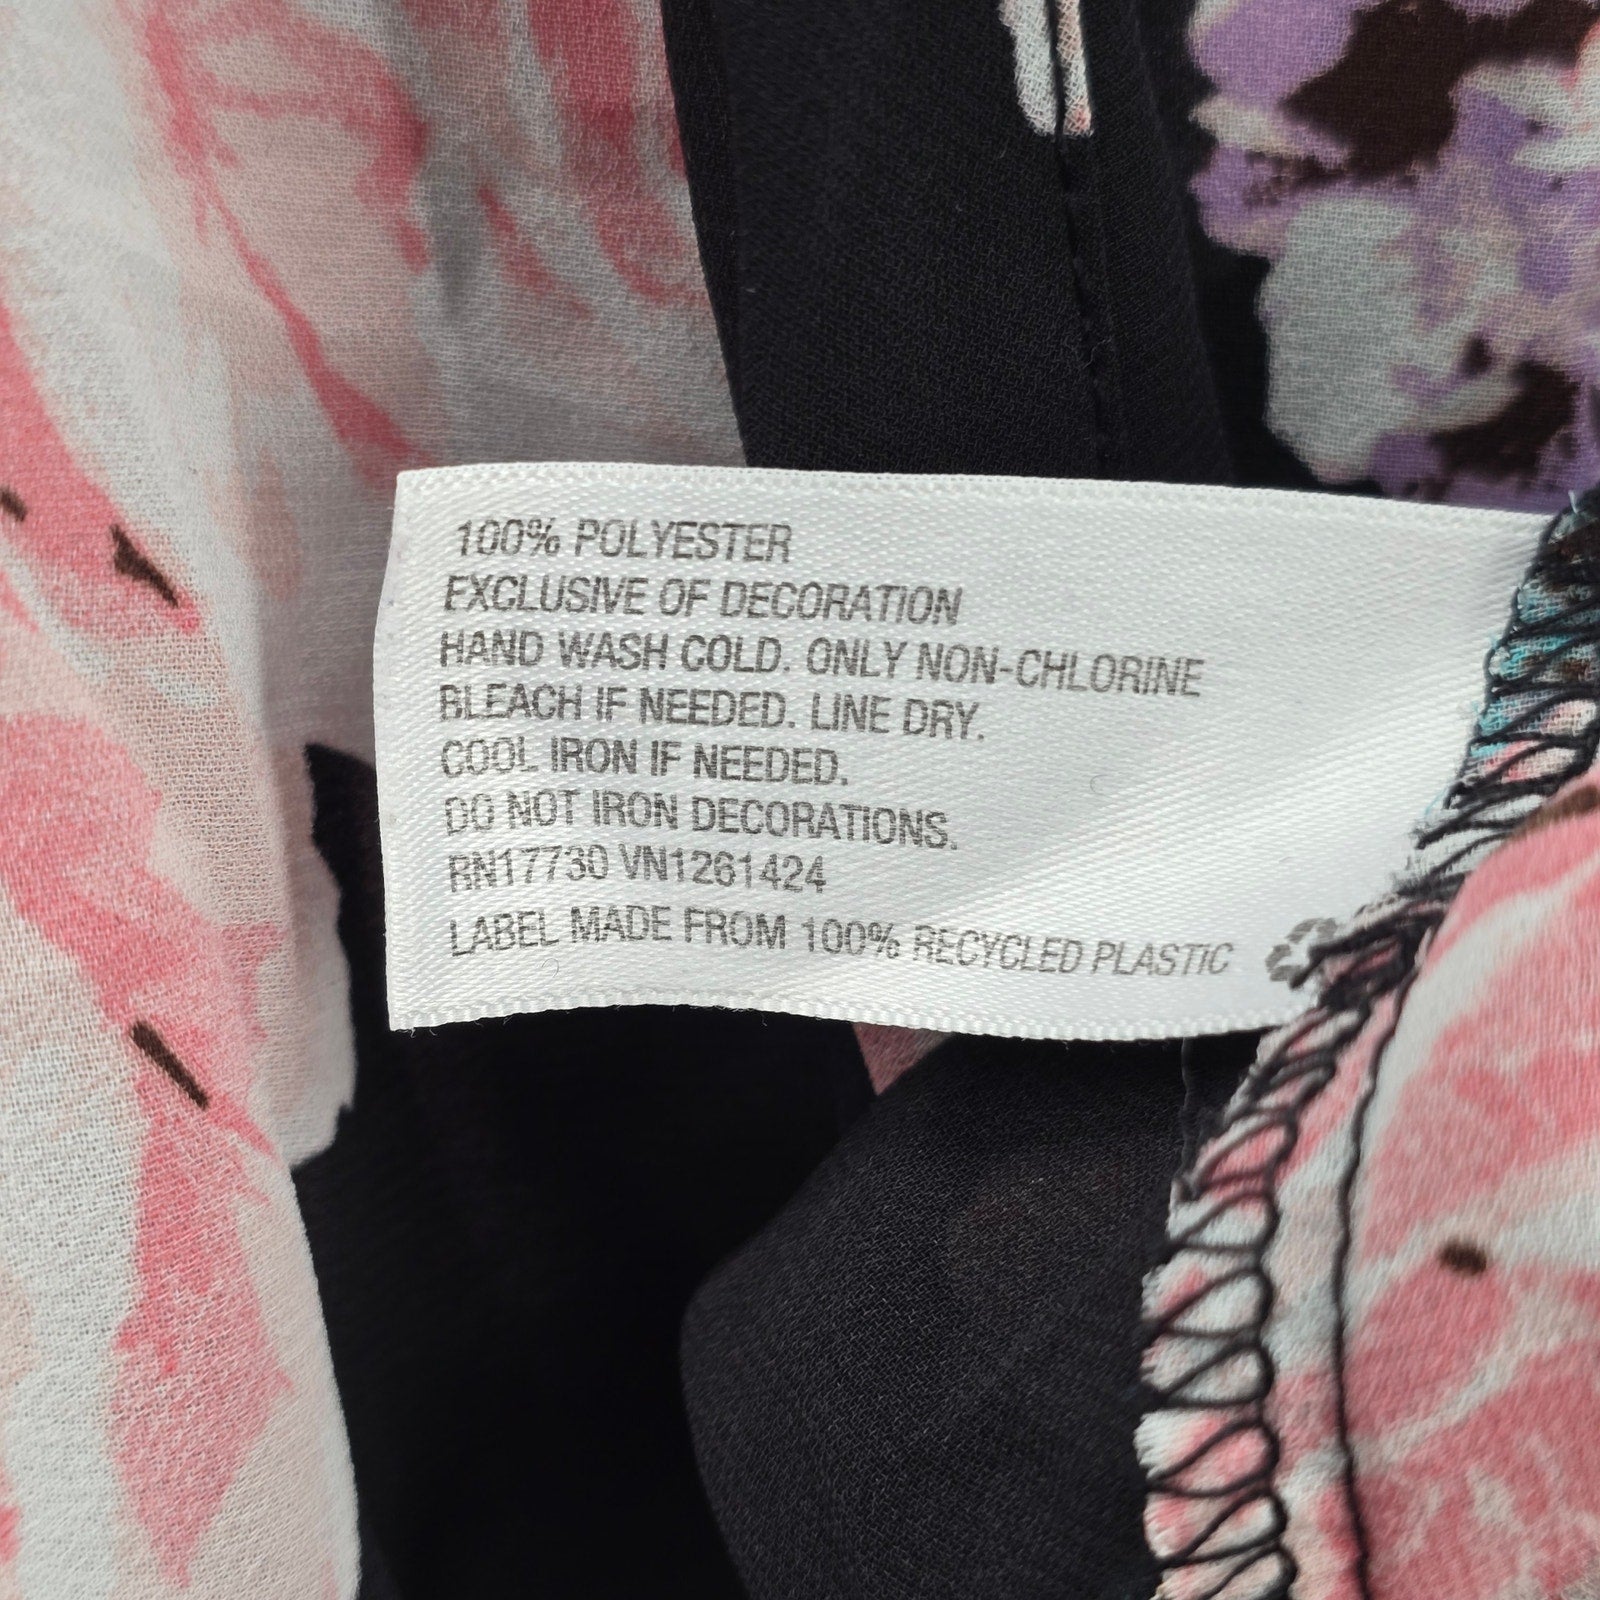 100% POLYESTER
EXCLUSIVE OF DECORATION
HAND WASH COLD. ONLY NON-CHLORINE
BLEACH IF NEEDED. LINE DRY.
COOL IRON IF NEEDED.
DO NOT IRON DECORATIONS.
RN17730 VN1261424
LABEL MADE FROM 100% RECYCLED PLASTIC